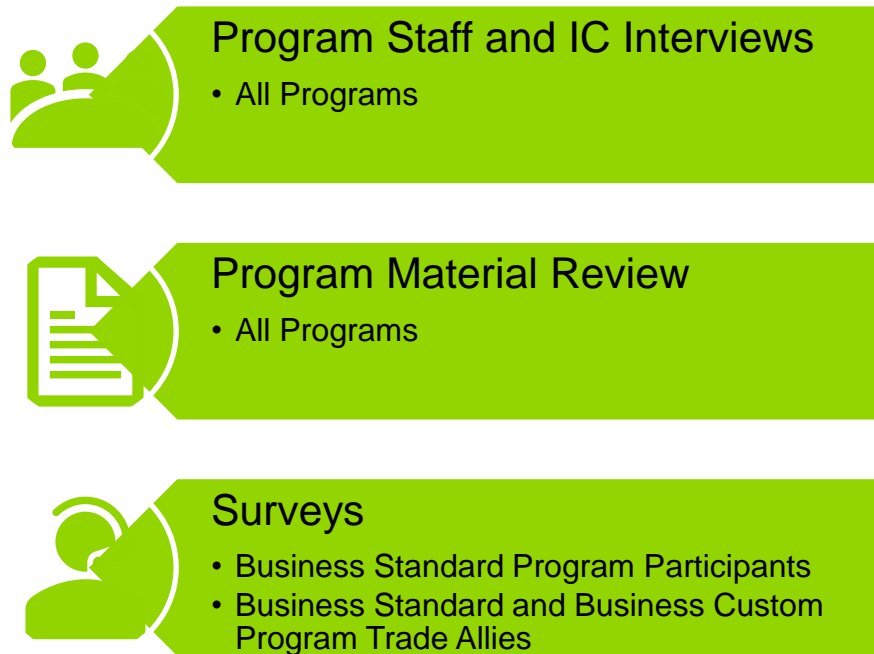 Program Staff and IC Interviews
• All Programs
Program Material Review
• All Programs
Surveys
• Business Standard Program Participants
• Business Standard and Business Custom
Program Trade Allies